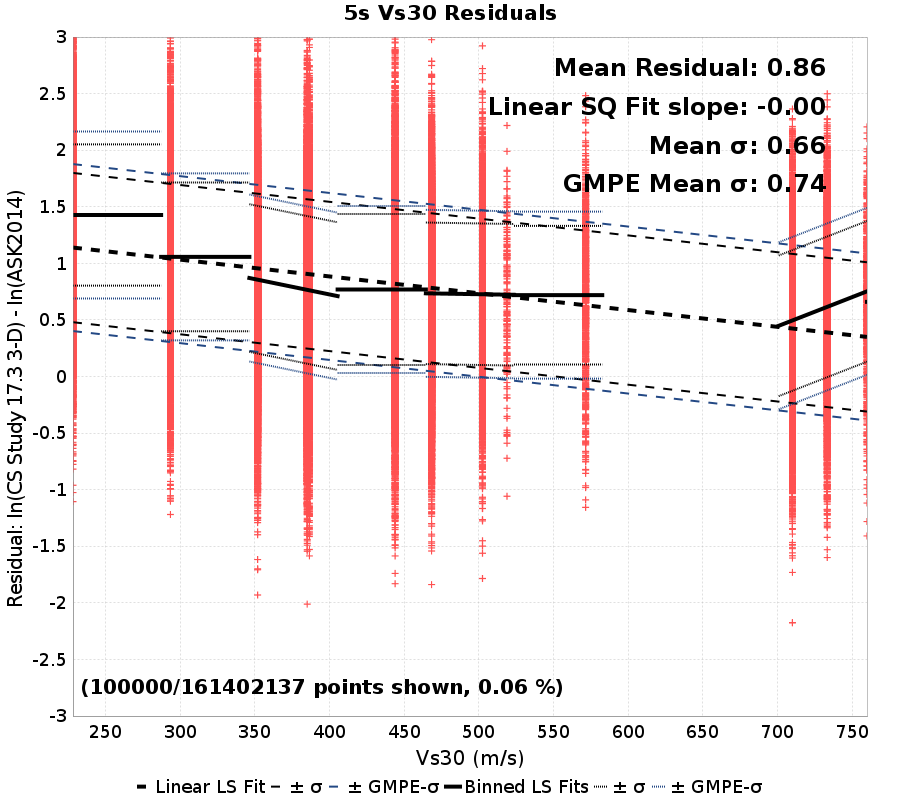 5s Vs30 Residuals
Mean Residual: 0.86
Linear SQ Fit slope: -0.00
Mean σ: 0.66
GMPE Mean σ: 0.74
Residual: ln(CS Study 17.3 3-D) - ln(ASK2014)
3
2.5
2
1.5
1
0.5
0
-0.5
-1
-1.5
-2
-2.5
-3
(100000/161402137 points shown, 0.06 %)
250 300 350 400 450 500 550 600 650 700 750
Vs30 (m/s)
Linear LS Fit ± σ ± GMPE-σ Binned LS Fits ± σ ± GMPE-σ